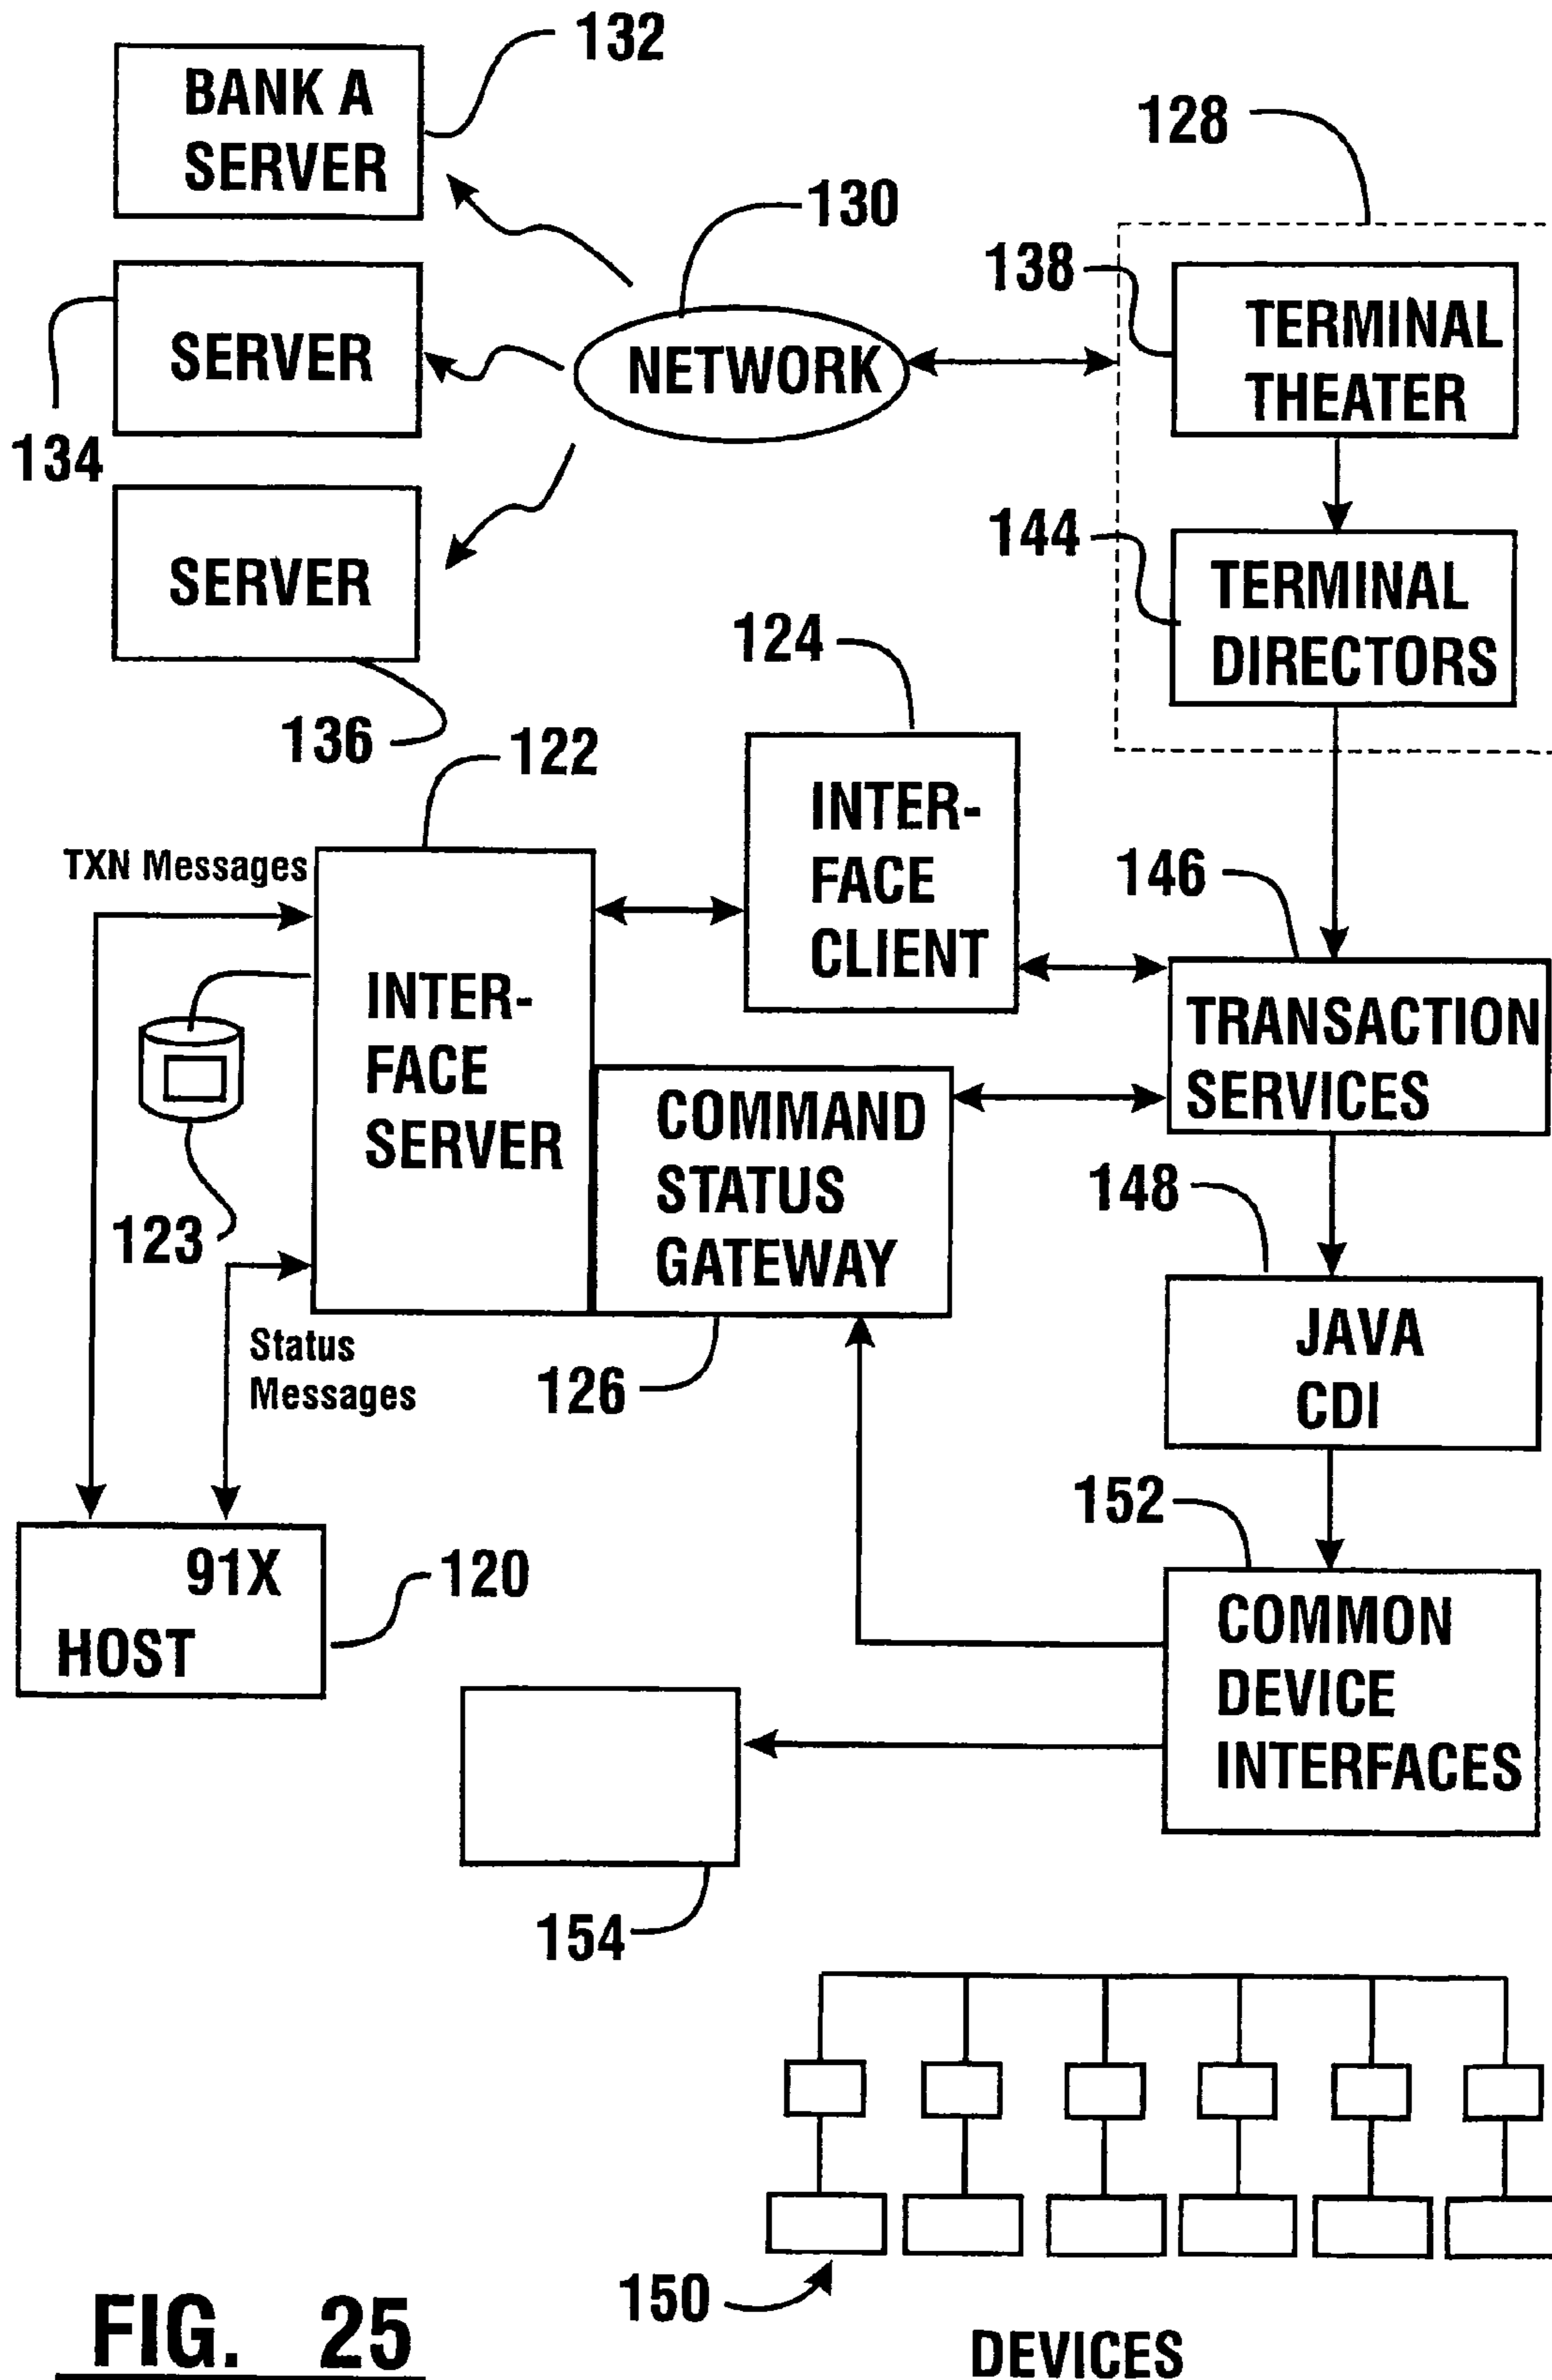 132
BANK A
SERVER
128
130
138
TERMINAL
THEATER
SERVER
NETWORK
134
144
TERMINAL
DIRECTORS
SERVER
124
136
122
INTER-
FACE
CLIENT
TXN Messages
146
INTER-
FACE
SERVER
TRANSACTION
SERVICES
COMMAND
STATUS
GATEWAY
123
148
Status
Messages
126
JAVA
CDI
152
91X
HOST
120
COMMON
DEVICE
INTERFACES
154
150
DEVICES
FIG. 25